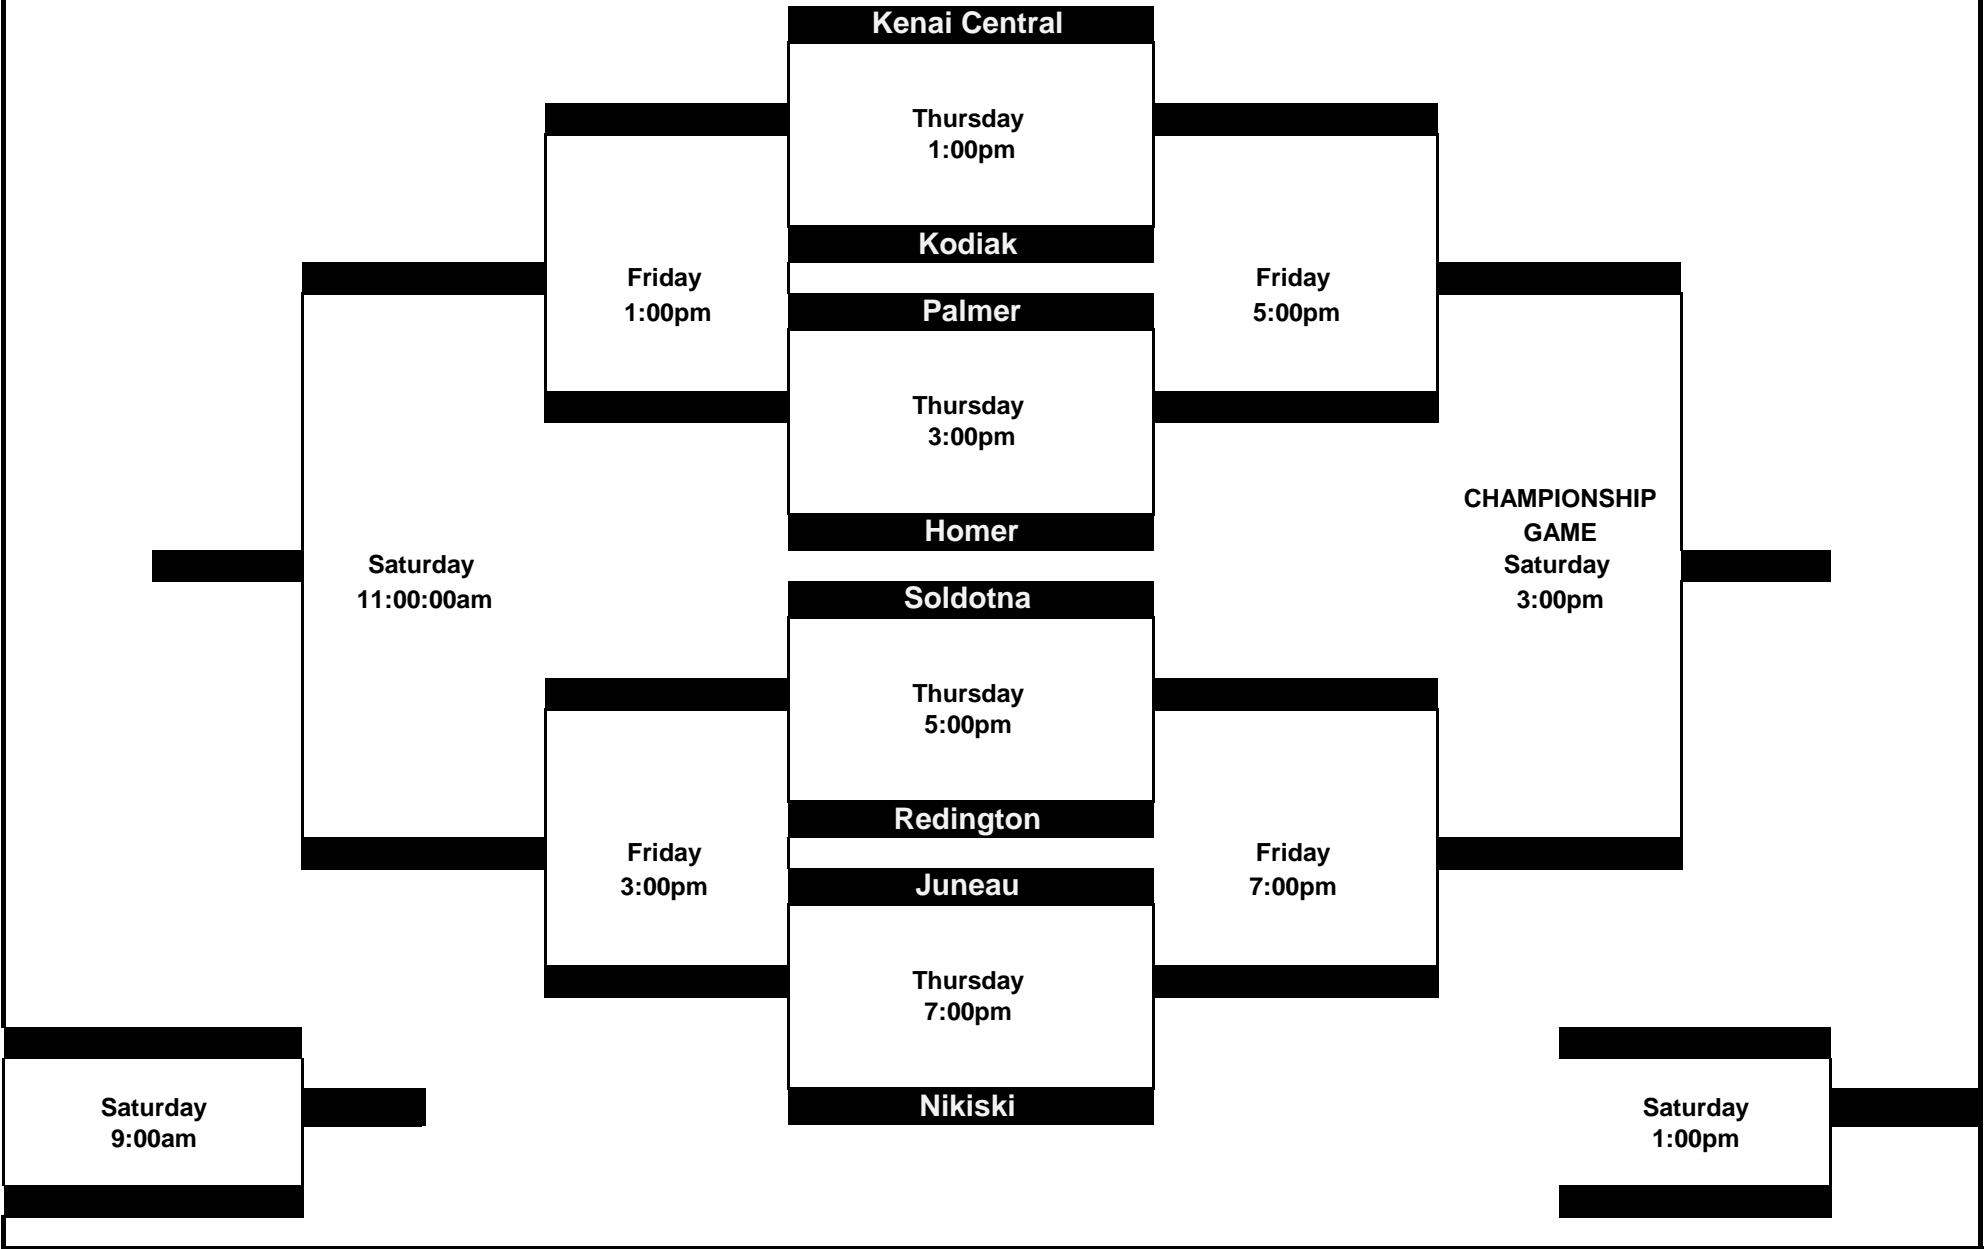 Kenai Central
Thursday
1:00pm
Kodiak
Friday
1:00pm
Friday
5:00pm
Palmer
Thursday
3:00pm
Homer
CHAMPIONSHIP
GAME
Saturday
3:00pm
Saturday
11:00:00am
Soldotna
Thursday
5:00pm
Redington
Friday
3:00pm
Friday
7:00pm
Juneau
Thursday
7:00pm
Nikiski
Saturday
9:00am
Saturday
1:00pm